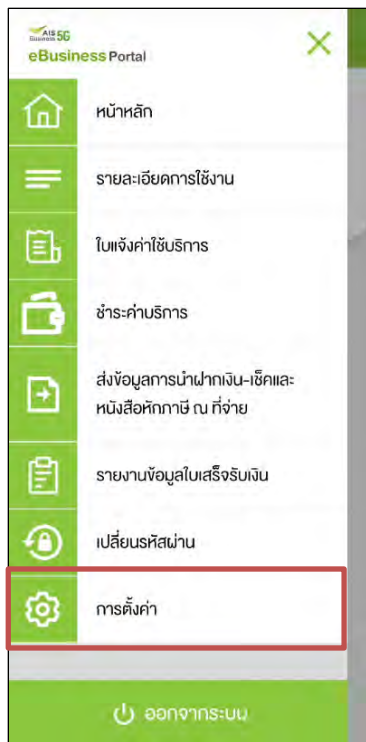 AIS 5G
Business
eBusiness Portal
หน้าหลัก
รายละเอียดการใช้งาน
ใบแจ้งค่าใช้บริการ
ชำระค่าบริการ
ส่งข้อมูลการนำฝากเงิน-เช็คและ
หนังสือหักภาษี ณ ที่จ่าย
รายงานข้อมูลใบเสร็จรับเงิน
เปลี่ยนรหัสผ่าน
การตั้งค่า
ออกจากระบบ